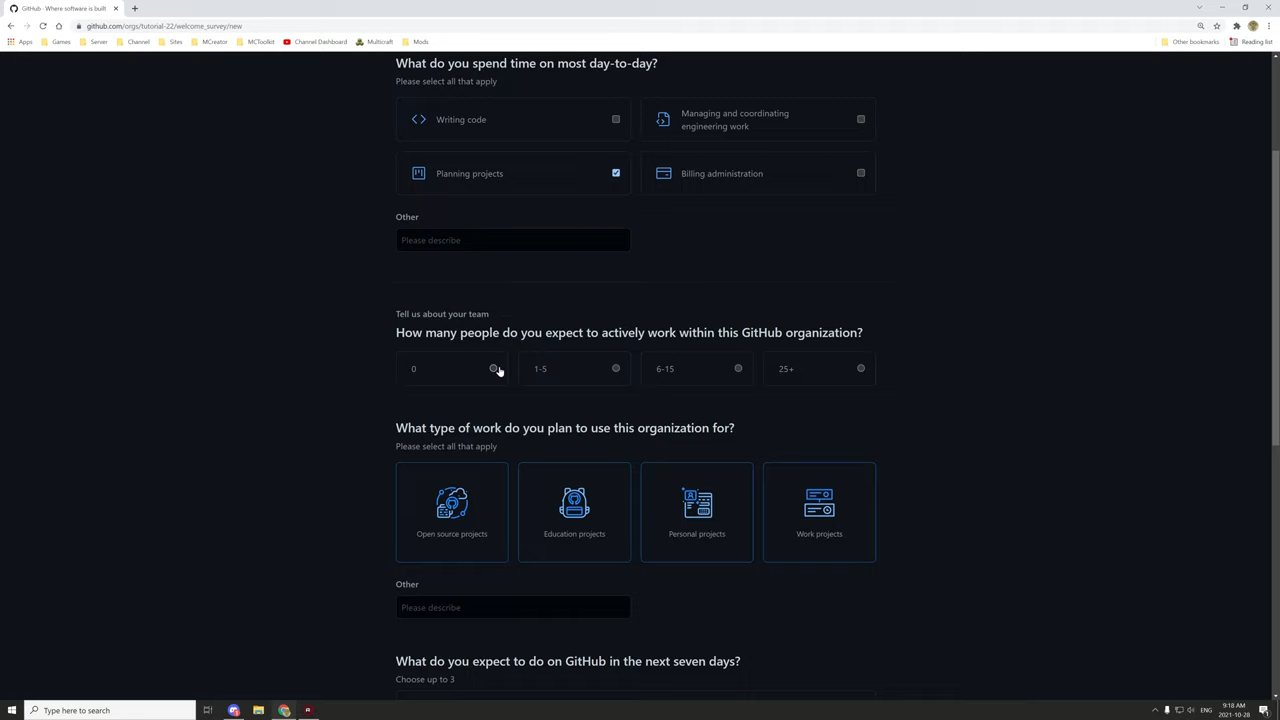 GitHub · Where software is built
github.com/orgs/tutorial-22/welcome_survey/new
Apps Games Server Channel Sites MCreator MCToolkit Channel Dashboard Multicraft Mods Other bookmarks Reading list
What do you spend time on most day-to-day?
Please select all that apply
Writing code
Managing and coordinating
engineering work
Planning projects
Billing administration
Other
Please describe
Tell us about your team
How many people do you expect to actively work within this GitHub organization?
0 1-5 6-15 25+
What type of work do you plan to use this organization for?
Please select all that apply
Open source projects Education projects Personal projects Work projects
Other
Please describe
What do you expect to do on GitHub in the next seven days?
Choose up to 3
Type here to search
ENG
9:18 AM
2021-10-28